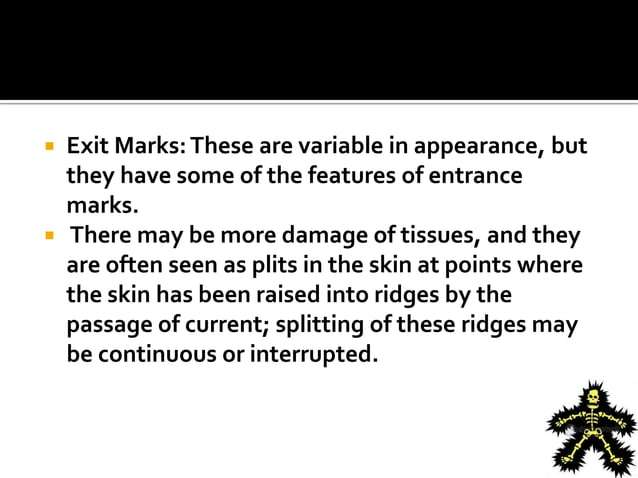 Exit Marks: These are variable in appearance, but
they have some of the features of entrance
marks.
There may be more damage of tissues, and they
are often seen as plits in the skin at points where
the skin has been raised into ridges by the
passage of current; splitting of these ridges may
be continuous or interrupted.